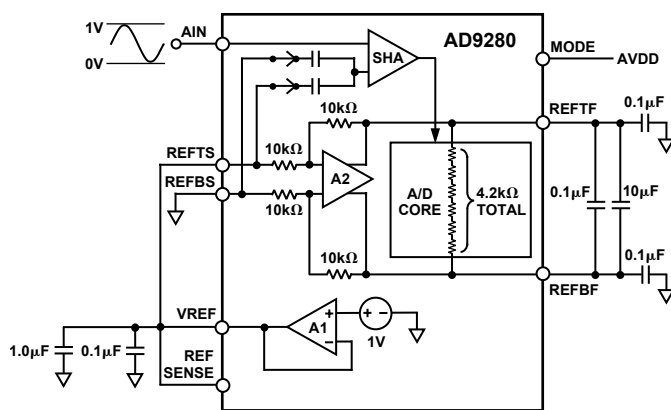 1V
0V
AIN
SHA
AD9280
MODE
AVDD
10kΩ
REFTF
0.1µF
REFTS
10kΩ
REFBS
10kΩ
A2
A/D
CORE
4.2kΩ
TOTAL
0.1µF
10µF
10kΩ
0.1µF
REFBF
VREF
+
−
A1
+ −
1V
1.0µF
0.1µF
REF
SENSE